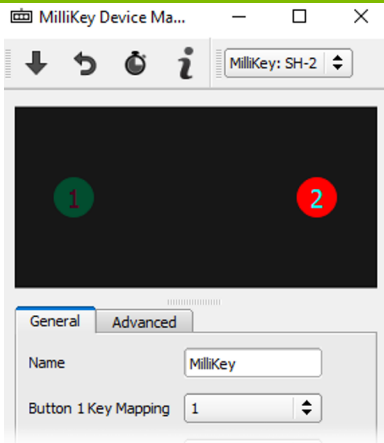 MilliKey Device Ma...
MilliKey: SH-2
1
2
General
Advanced
Name
MilliKey
Button 1 Key Mapping
1